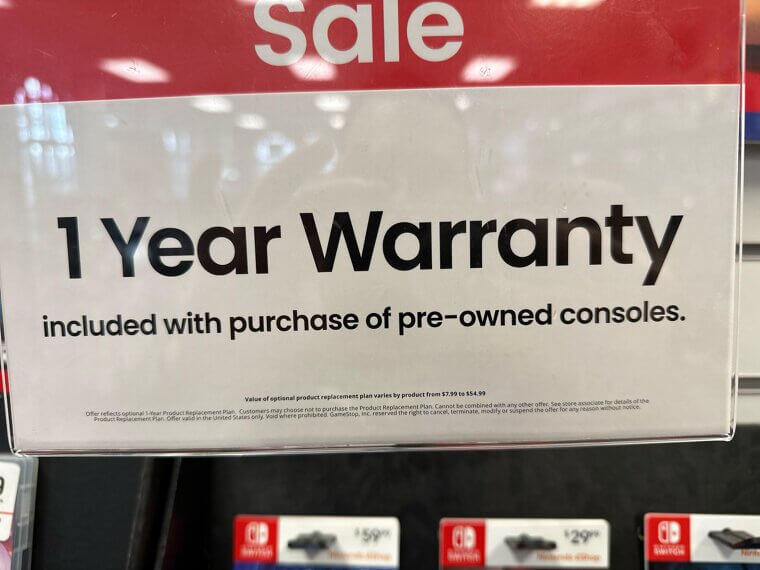 Sale
1 Year Warranty
included with purchase of pre-owned consoles.
Value of optional product replacement plan varies by product from $7.99 to $54.99
Offer reflects optional 1-Year Product Replacement Plan. Customers may choose not to purchase the Product Replacement Plan. Cannot be combined with any other offer. See store associate for details of the
Product Replacement Plan. Offer valid in the United States only. Void where prohibited. GameStop, Inc. reserved the right to cancel, terminate, modify or suspend the offer for any reason without notice.
9
$59
$29
SWITCH
SWITCH
SWITCH
Nintendo eShop
Nintendo eShop